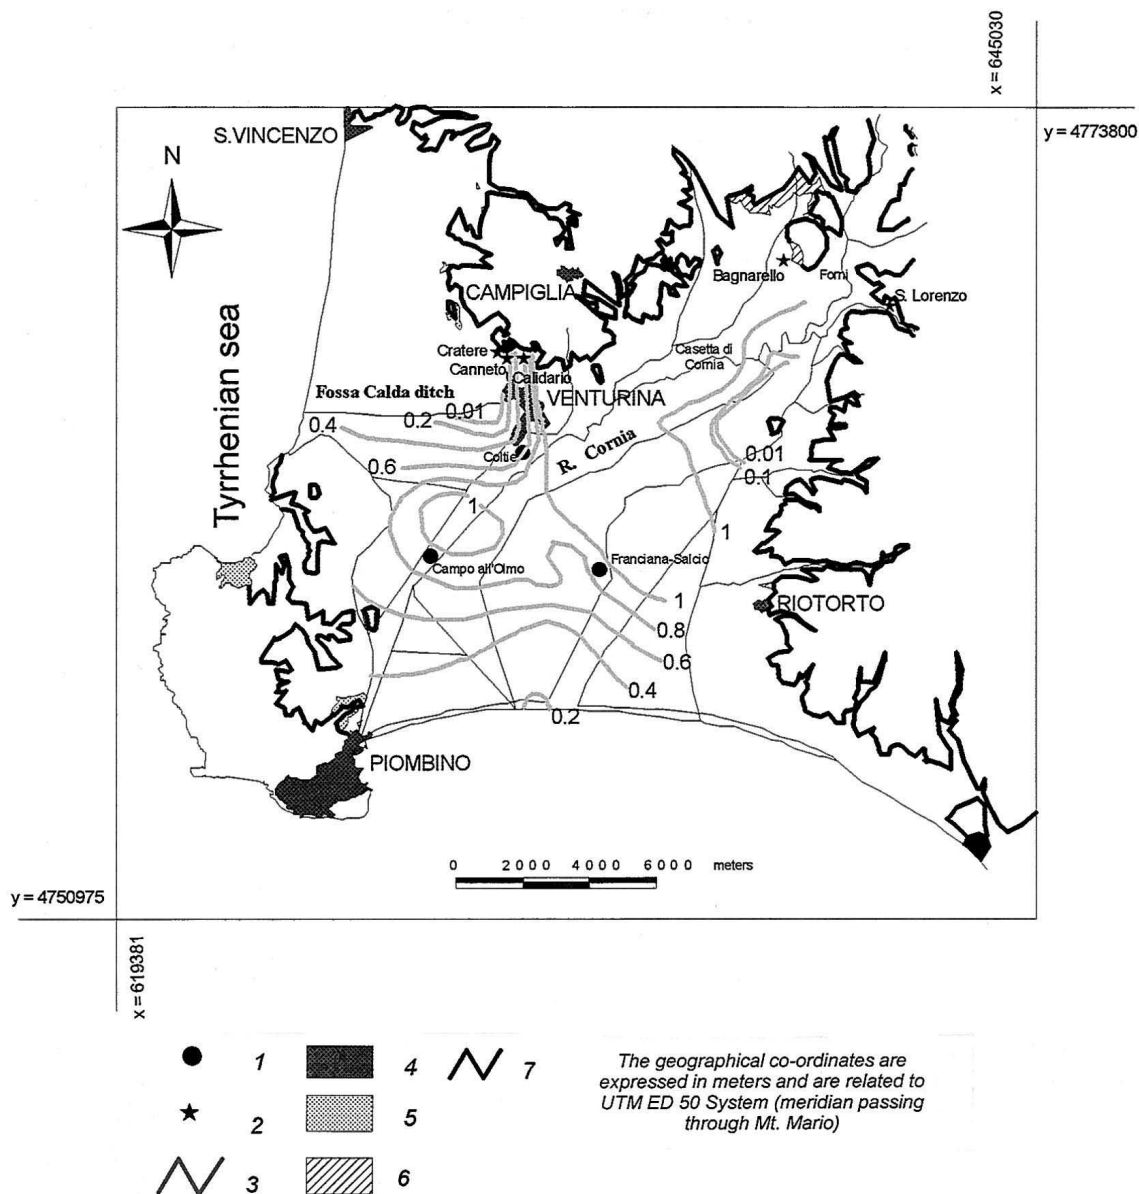 x = 645030
y = 4773800
S.VINCENZO
N
Bagnarello
Forni
CAMPIGLIA
S. Lorenzo
Tyrrhenian sea
Cratere
Canneto
Casetta di
Cornia
Calidario
Fossa Calda ditch
VENTURINA
0.01
0.2
0.4
R. Cornia
Coltie
0.01
0.6
0.1
1
1
Franciana-Salcio
Campo all'Olmo
1
RIOTORTO
0.8
0.6
0.4
0.2
PIOMBINO
0 2000 4000 6000 meters
y = 4750975
x = 619381
1
4
7
2
5
3
6
The geographical co-ordinates are
expressed in meters and are related to
UTM ED 50 System (meridian passing
through Mt. Mario)